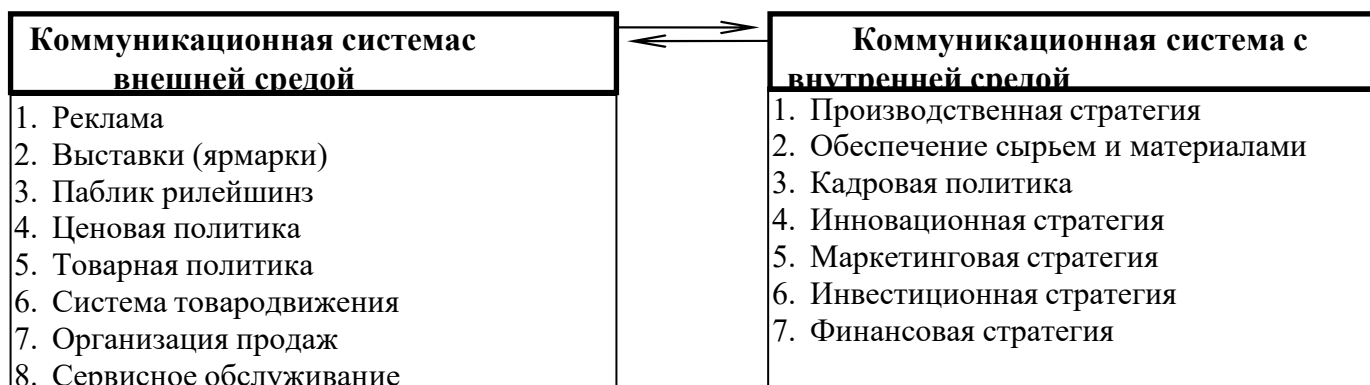 Коммуникационная системас
внешней средой
1. Реклама
2. Выставки (ярмарки)
3. Паблик рилейшинз
4. Ценовая политика
5. Товарная политика
6. Система товародвижения
7. Организация продаж
8. Сервисное обслуживание
Коммуникационная система с
внутренней средой
1. Производственная стратегия
2. Обеспечение сырьем и материалами
3. Кадровая политика
4. Инновационная стратегия
5. Маркетинговая стратегия
6. Инвестиционная стратегия
7. Финансовая стратегия